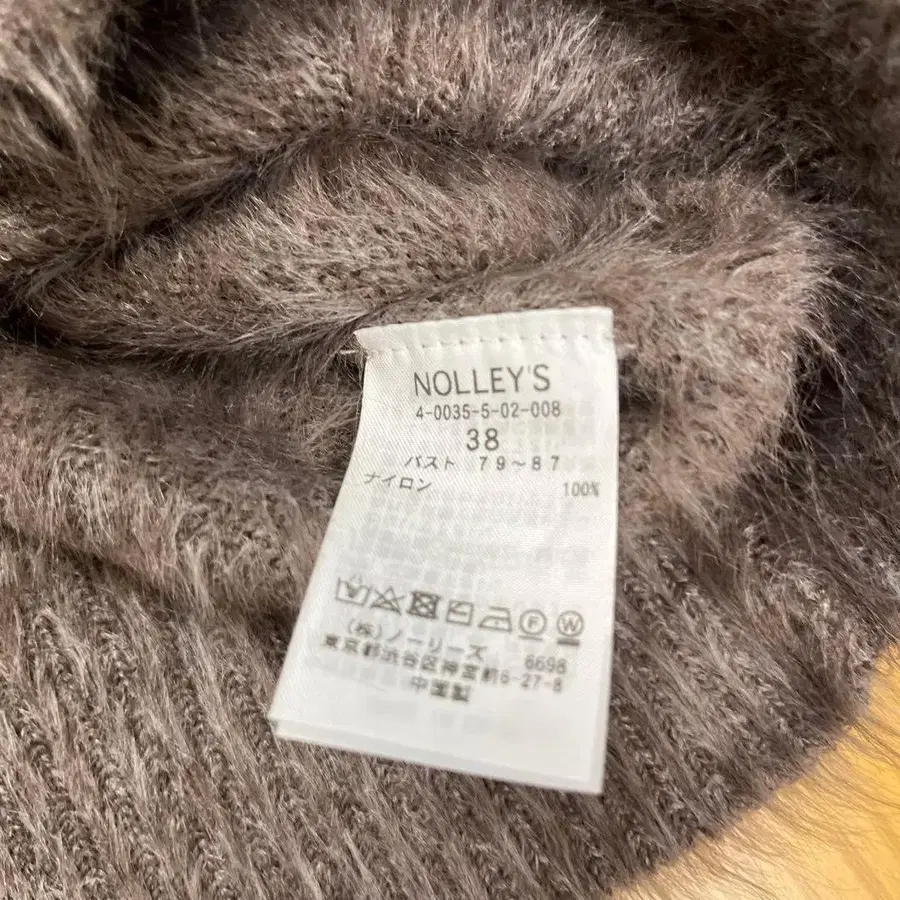 NOLLEY'S
4-0035-5-02-008
38
バスト 79～87
ナイロン 100%
(株)ノーリーズ 6698
東京都渋谷区神宮前6-27-8
中国製